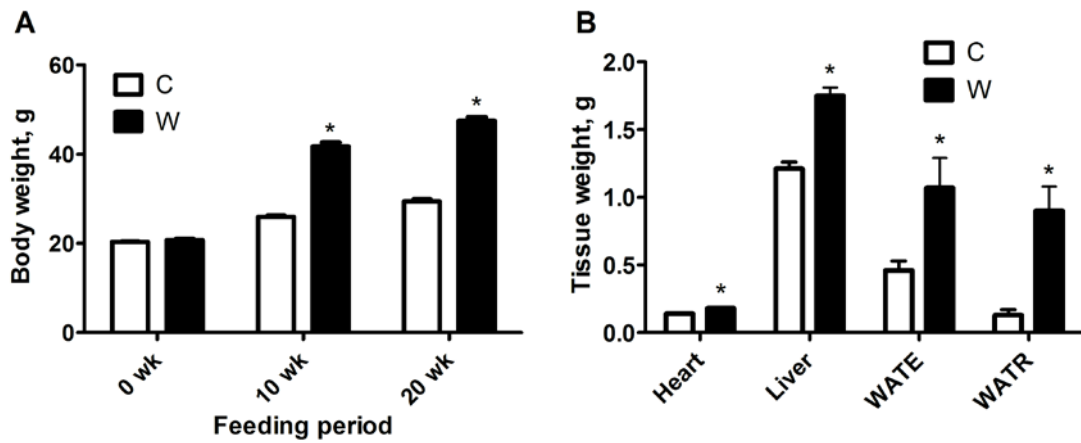 A
Body weight, g
60
40
20
0
C
W
*
*
0 wk
10 wk
20 wk
Feeding period
B
Tissue weight, g
2.0
1.5
1.0
0.5
0.0
C
W
*
*
*
*
Heart
Liver
WATE
WATR